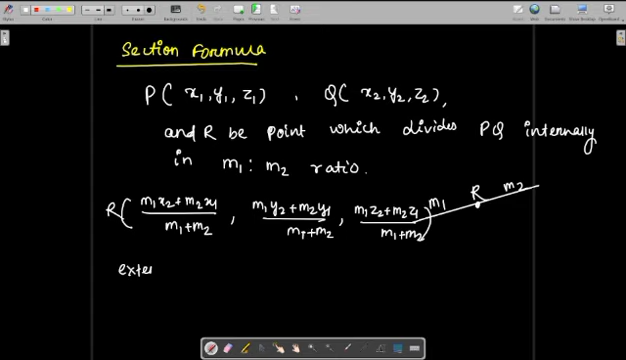 Section Formula
P( x1, y1, z1) , Q( x2, y2, z2),
and R be point which divides PQ internally
in m1 : m2 ratio.
R( m1x2+m2x1 / m1+m2 , m1y2+m2y1 / m1+m2 , m1z2+m2z1 / m1+m2 )
m1 R m2
exte